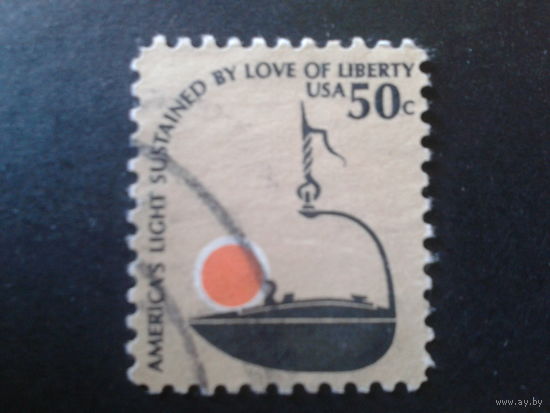 AMERICA'S LIGHT SUSTAINED BY LOVE OF LIBERTY
USA 50c
www.ay.by